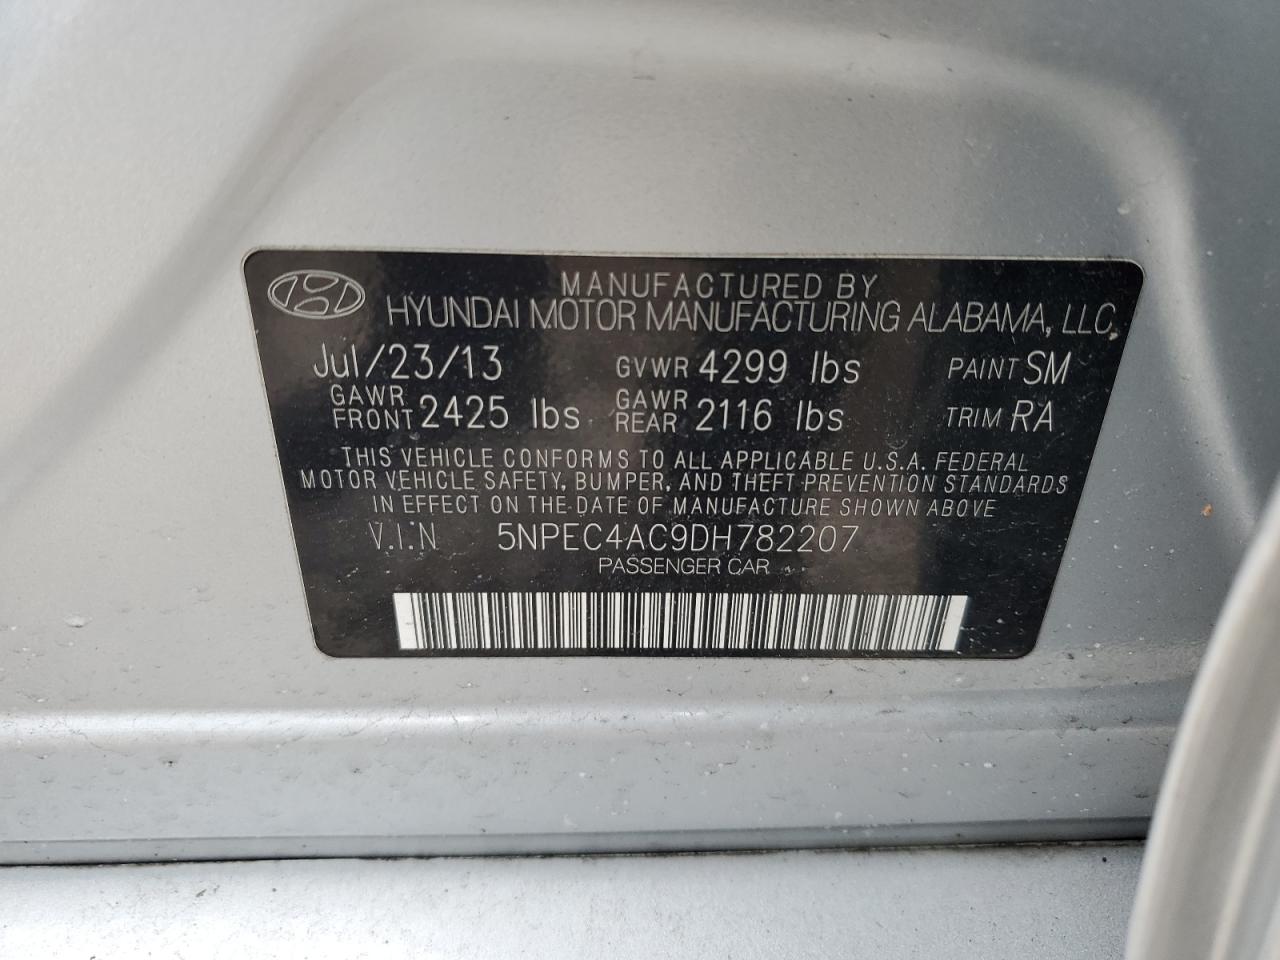 MANUFACTURED BY
HYUNDAI MOTOR MANUFACTURING ALABAMA, LLC,
Jul/23/13 GVWR 4299 lbs PAINT SM
GAWR FRONT 2425 lbs GAWR REAR 2116 lbs TRIM RA
THIS VEHICLE CONFORMS TO ALL APPLICABLE U.S.A. FEDERAL
MOTOR VEHICLE SAFETY, BUMPER, AND THEFT PREVENTION STANDARDS
IN EFFECT ON THE DATE OF MANUFACTURE SHOWN ABOVE
V.I.N 5NPEC4AC9DH782207
PASSENGER CAR